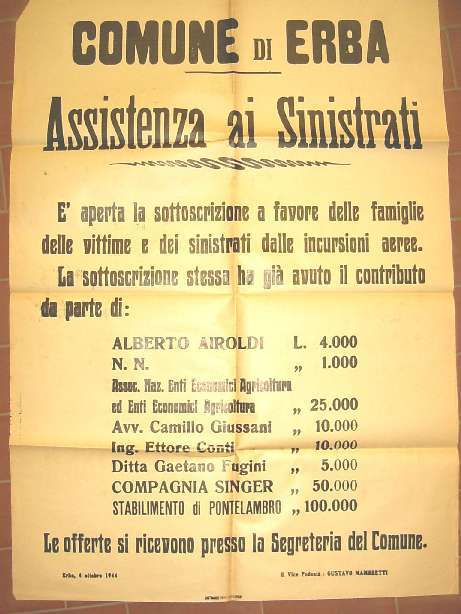 COMUNE DI ERBA
Assistenza ai Sinistrati
E' aperta la sottoscrizione a favore delle famiglie
delle vittime e dei sinistrati dalle incursioni aeree.
La sottoscrizione stessa ha già avuto il contributo
da parte di:
ALBERTO AIROLDI L. 4.000
N. N. „ 1.000
Assoc. Naz. Enti Economici Agricoltura
ed Enti Economici Agricoltura „ 25.000
Avv. Camillo Giussani „ 10.000
Ing. Ettore Conti „ 10.000
Ditta Gaetano Fugini „ 5.000
COMPAGNIA SINGER „ 50.000
STABILIMENTO di PONTELAMBRO „ 100.000
Le offerte si ricevono presso la Segreteria del Comune.
Erba, 4 ottobre 1944
Il Vice Podestà: GUSTAVO